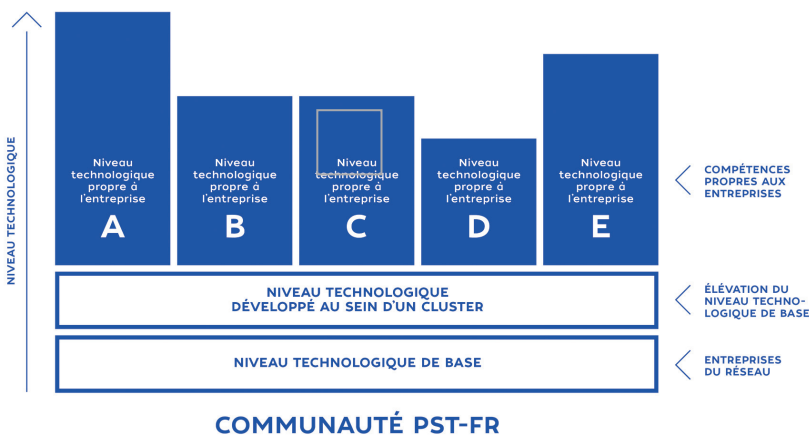 NIVEAU TECHNOLOGIQUE
Niveau
technologique
propre à
l'entreprise
A
Niveau
technologique
propre à
l'entreprise
B
Niveau
technologique
propre à
l'entreprise
C
Niveau
technologique
propre à
l'entreprise
D
Niveau
technologique
propre à
l'entreprise
E
COMPÉTENCES
PROPRES AUX
ENTREPRISES
NIVEAU TECHNOLOGIQUE
DÉVELOPPÉ AU SEIN D'UN CLUSTER
ÉLÉVATION DU
NIVEAU TECHNO-
LOGIQUE DE BASE
NIVEAU TECHNOLOGIQUE DE BASE
ENTREPRISES
DU RÉSEAU
COMMUNAUTÉ PST-FR